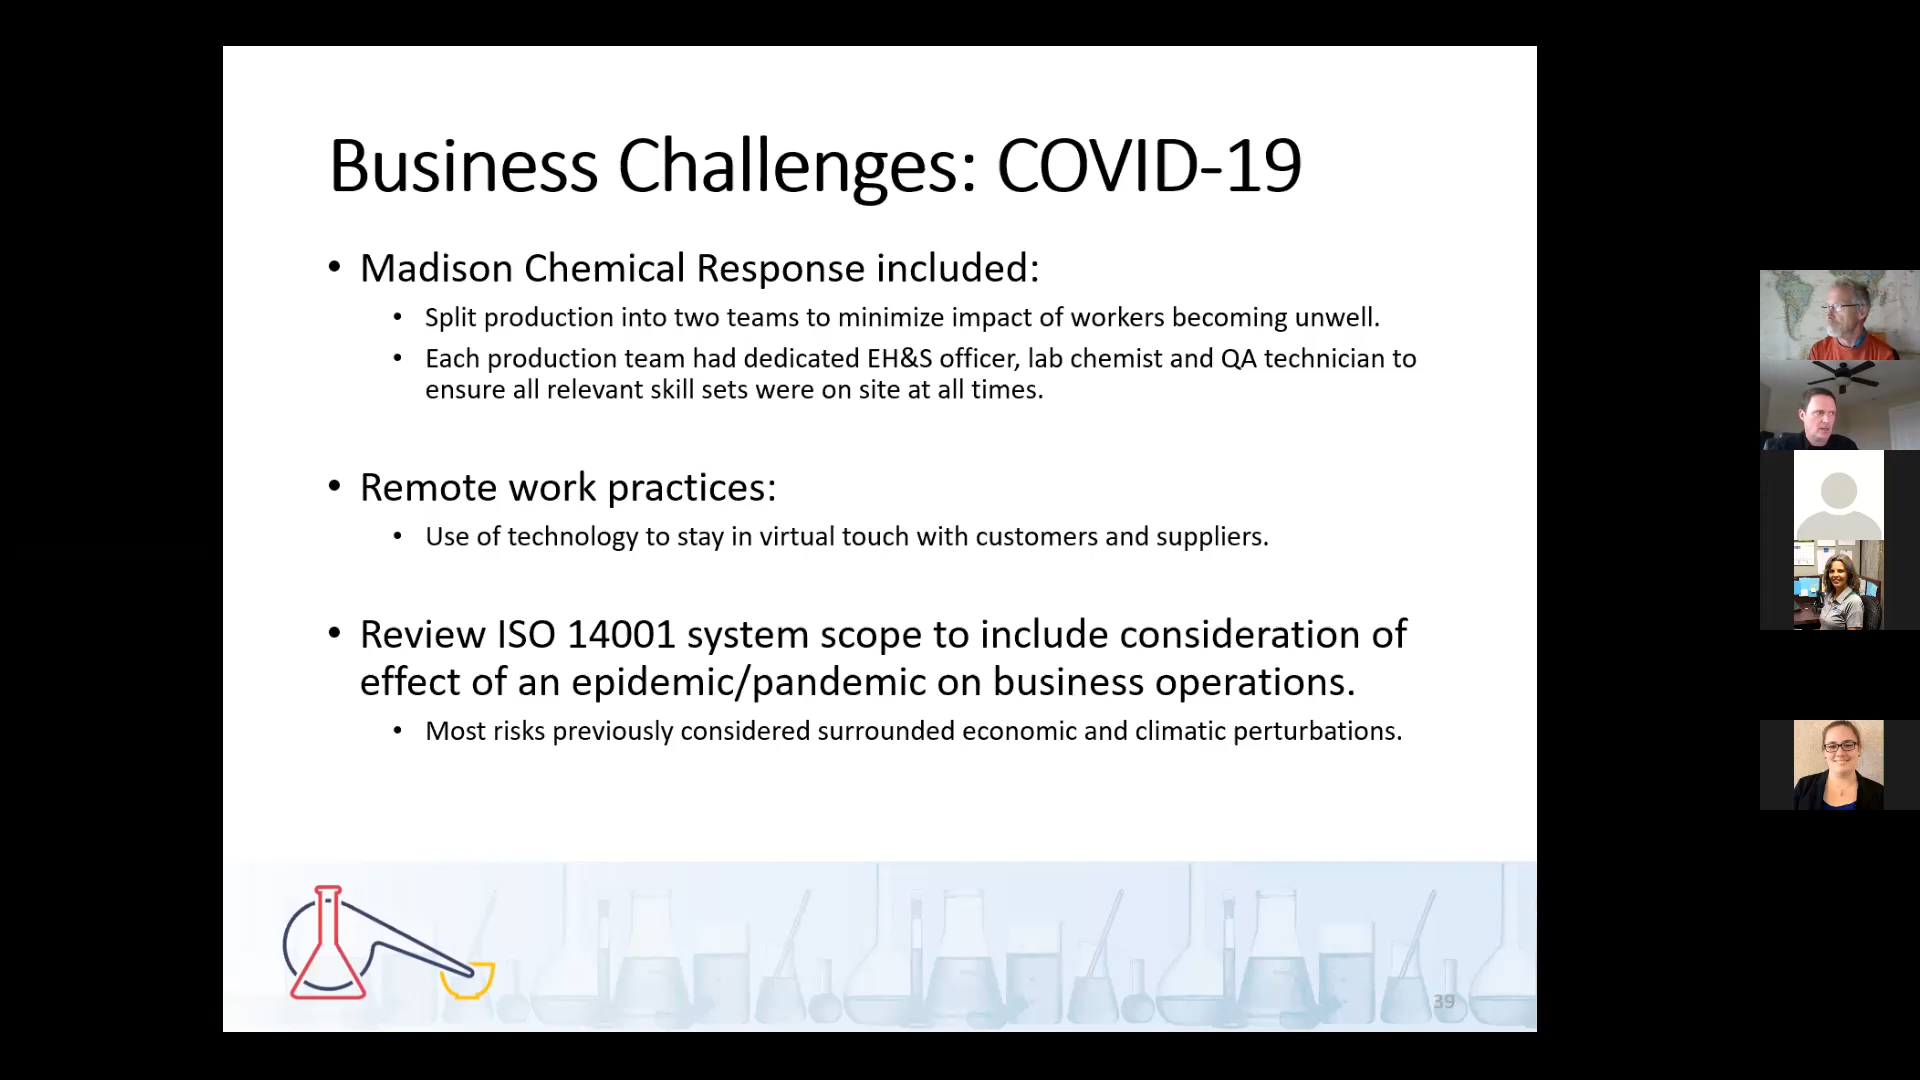 Business Challenges: COVID-19
• Madison Chemical Response included:
• Split production into two teams to minimize impact of workers becoming unwell.
• Each production team had dedicated EH&S officer, lab chemist and QA technician to
ensure all relevant skill sets were on site at all times.
• Remote work practices:
• Use of technology to stay in virtual touch with customers and suppliers.
• Review ISO 14001 system scope to include consideration of
effect of an epidemic/pandemic on business operations.
• Most risks previously considered surrounded economic and climatic perturbations.
39